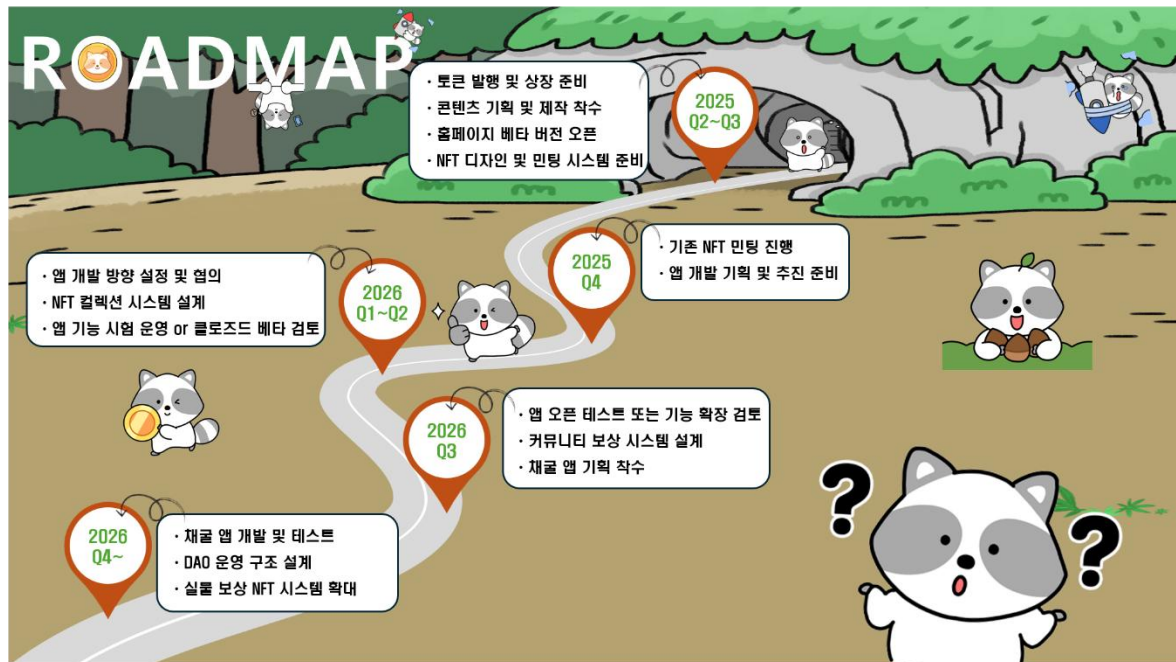 ROADMAP
· 토큰 발행 및 상장 준비
· 콘텐츠 기획 및 제작 착수
· 홈페이지 베타 버전 오픈
· NFT 디자인 및 민팅 시스템 준비
2025
Q2~Q3
2025
Q4
· 기존 NFT 민팅 진행
· 앱 개발 기획 및 추진 준비
· 앱 개발 방향 설정 및 협의
· NFT 컬렉션 시스템 설계
· 앱 기능 시험 운영 or 클로즈드 베타 검토
2026
Q1~Q2
2026
Q3
· 앱 오픈 테스트 또는 기능 확장 검토
· 커뮤니티 보상 시스템 설계
· 채굴 앱 기획 착수
2026
Q4~
· 채굴 앱 개발 및 테스트
· DAO 운영 구조 설계
· 실물 보상 NFT 시스템 확대
? ?